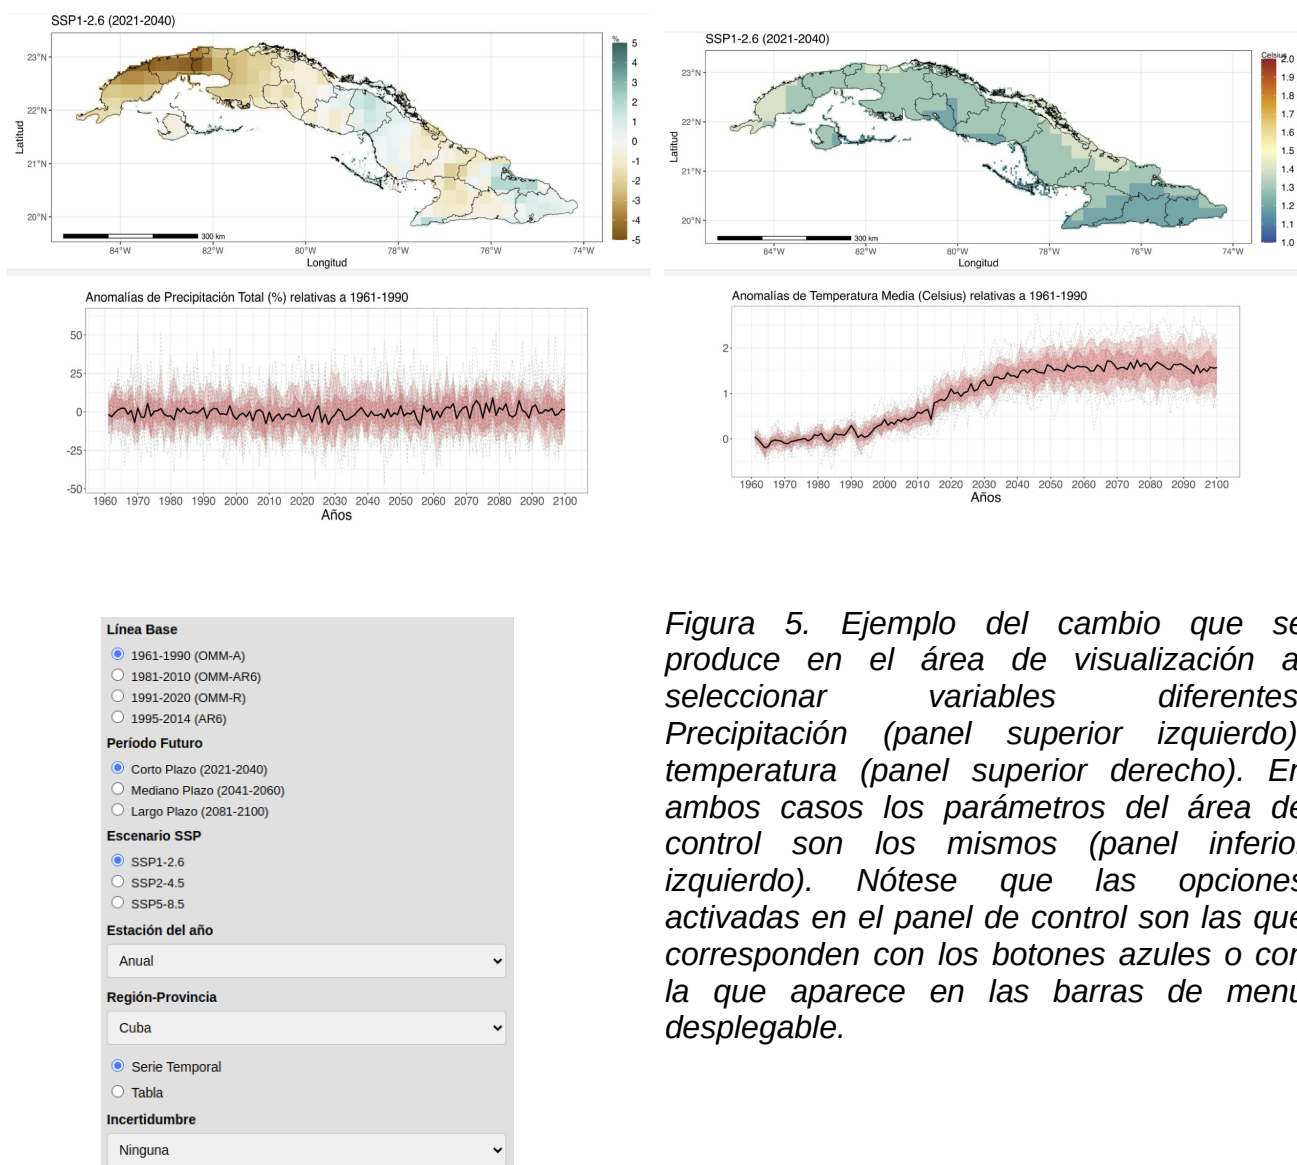 SSP1-2.6 (2021-2040)
%
5
4
3
2
1
0
-1
-2
-3
-4
-5
23°N
22°N
21°N
20°N
Latitud
300 km
84°W 82°W 80°W 78°W 76°W 74°W
Longitud
SSP1-2.6 (2021-2040)
Celsius
2.0
1.9
1.8
1.7
1.6
1.5
1.4
1.3
1.2
1.1
1.0
23°N
22°N
21°N
20°N
Latitud
300 km
84°W 82°W 80°W 78°W 76°W 74°W
Longitud
Anomalías de Precipitación Total (%) relativas a 1961-1990
50
25
0
-25
-50
1960 1970 1980 1990 2000 2010 2020 2030 2040 2050 2060 2070 2080 2090 2100
Años
Anomalías de Temperatura Media (Celsius) relativas a 1961-1990
2
1
0
1960 1970 1980 1990 2000 2010 2020 2030 2040 2050 2060 2070 2080 2090 2100
Años
Línea Base
1961-1990 (OMM-A)
1981-2010 (OMM-AR6)
1991-2020 (OMM-R)
1995-2014 (AR6)
Período Futuro
Corto Plazo (2021-2040)
Mediano Plazo (2041-2060)
Largo Plazo (2081-2100)
Escenario SSP
SSP1-2.6
SSP2-4.5
SSP5-8.5
Estación del año
Anual
Región-Provincia
Cuba
Serie Temporal
Tabla
Incertidumbre
Ninguna
Figura 5. Ejemplo del cambio que se
produce en el área de visualización a
seleccionar variables diferentes
Precipitación (panel superior izquierdo)
temperatura (panel superior derecho). En
ambos casos los parámetros del área de
control son los mismos (panel inferior
izquierdo). Nótese que las opciones
activadas en el panel de control son las que
corresponden con los botones azules o con
la que aparece en las barras de menú
desplegable.